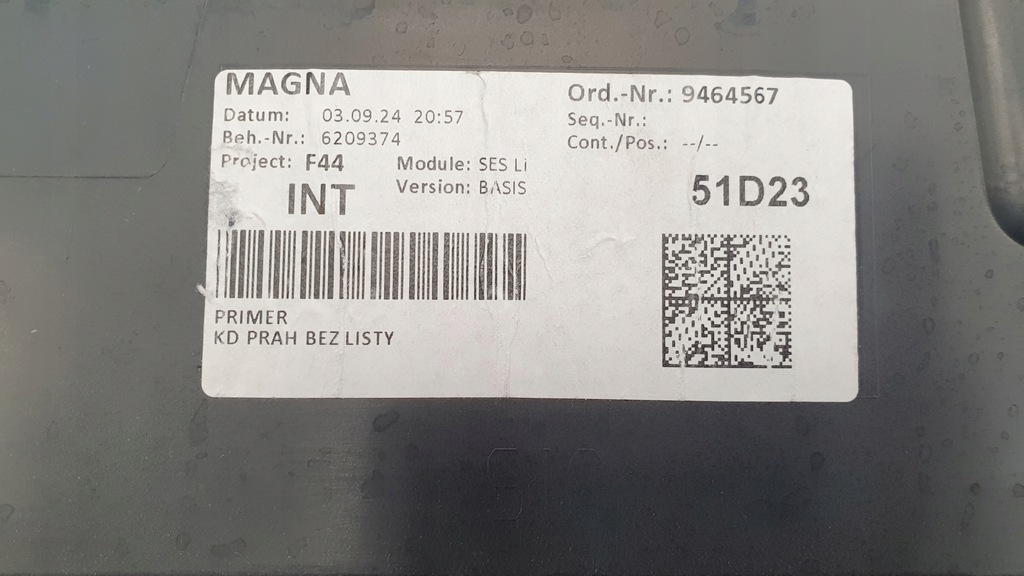 MAGNA
Datum: 03.09.24 20:57
Beh.-Nr.: 6209374
Project: F44
Module: SES Li
INT
Version: BASIS
Ord.-Nr.: 9464567
Seq.-Nr.:
Cont./Pos.: --/--
51D23
PRIMER
KD PRAH BEZ LISTY